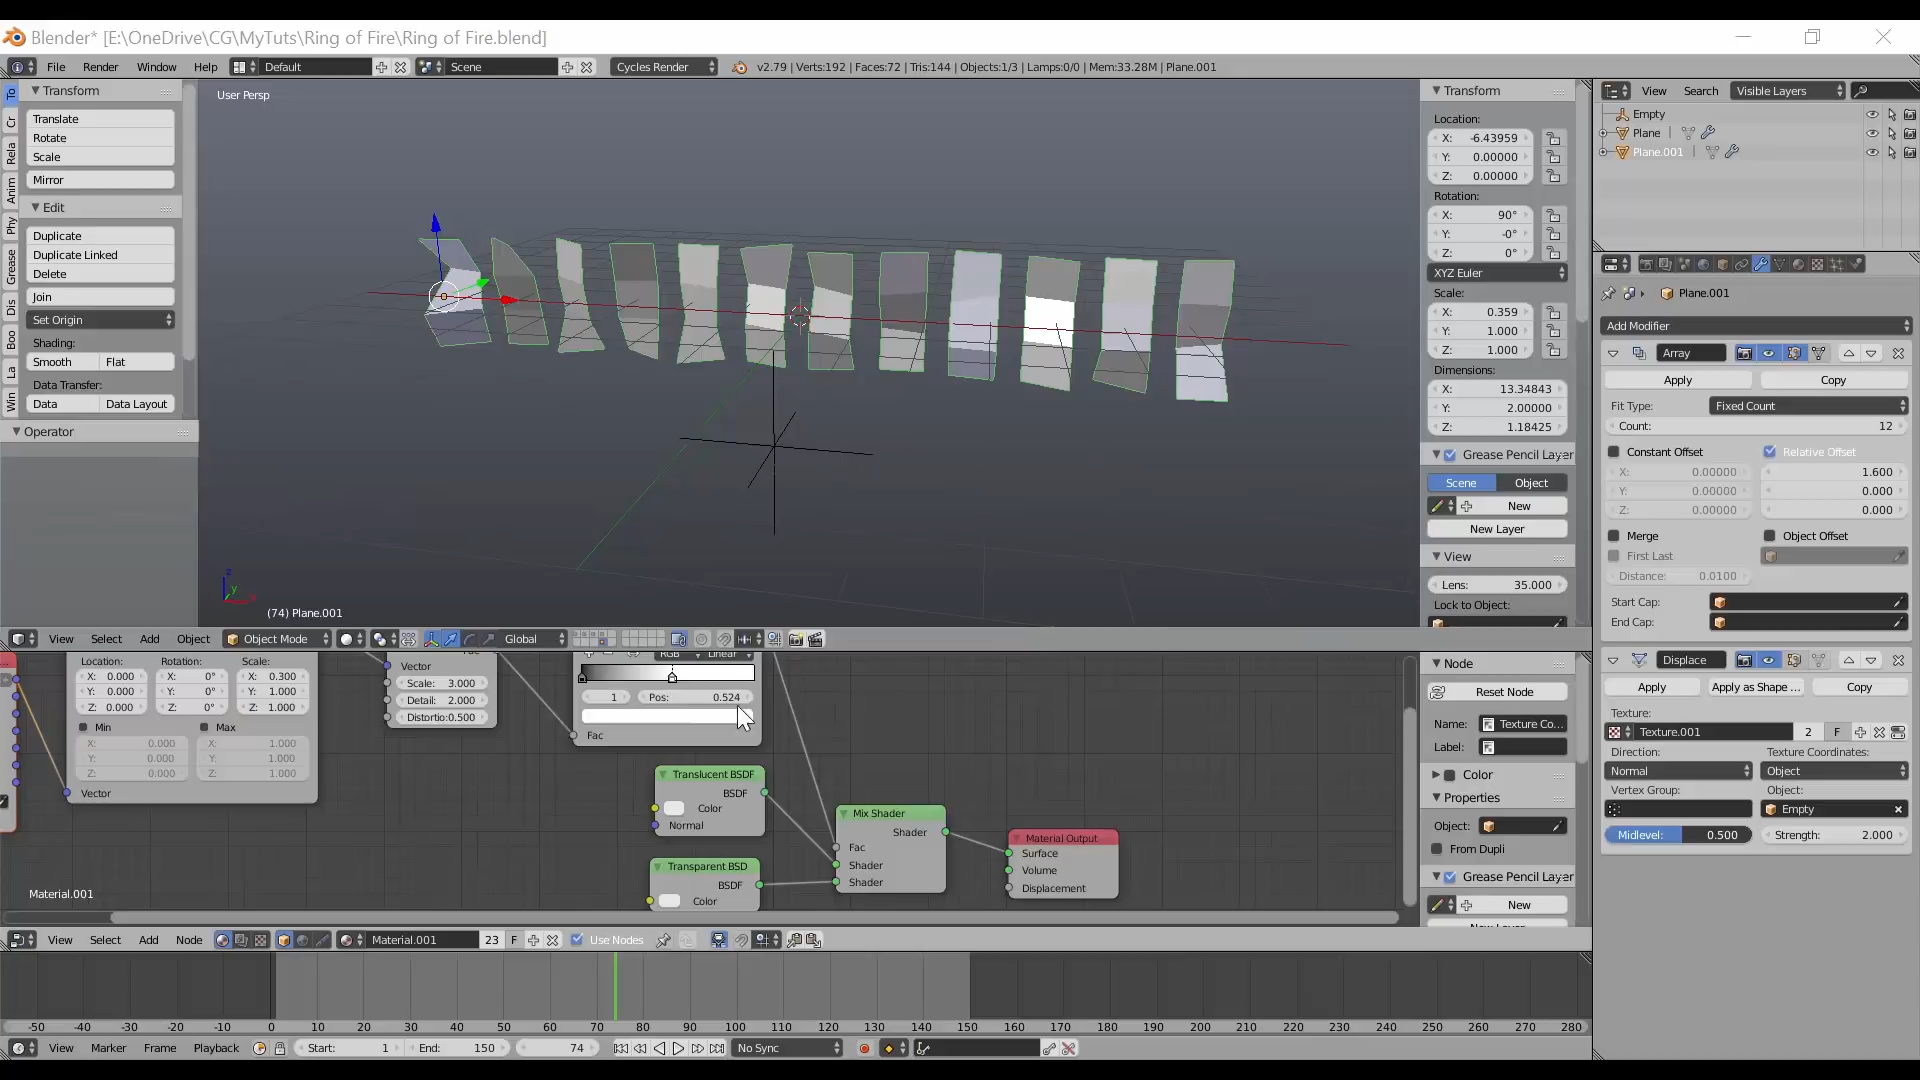 Blender* [E:\OneDrive\CG\MyTuts\Ring of Fire\Ring of Fire.blend]
File Render Window Help Default Scene Cycles Render v2.79 | Verts:192 | Faces:72 | Tris:144 | Objects:1/3 | Lamps:0/0 | Mem:33.28M | Plane.001
To
Cr
Rela
Anim
Phy
Grease
Dis
Boo
La
Win
Transform
Translate
Rotate
Scale
Mirror
Edit
Duplicate
Duplicate Linked
Delete
Join
Set Origin
Shading:
Smooth Flat
Data Transfer:
Data Data Layout
Operator
User Persp
(74) Plane.001
z
y
Transform
Location:
X: -6.43959
Y: 0.00000
Z: 0.00000
Rotation:
X: 90°
Y: -0°
Z: 0°
XYZ Euler
Scale:
X: 0.359
Y: 1.000
Z: 1.000
Dimensions:
X: 13.34843
Y: 2.00000
Z: 1.18425
Grease Pencil Layer
Scene Object
New
New Layer
View
Lens: 35.000
Lock to Object:
View Search Visible Layers
Empty
Plane
Plane.001
Plane.001
Add Modifier
Array
Apply Copy
Fit Type: Fixed Count
Count: 12
Constant Offset Relative Offset
X: 0.00000 1.600
Y: 0.00000 0.000
Z: 0.00000 0.000
Merge Object Offset
First Last
Distance: 0.0100
Start Cap:
End Cap:
Displace
Apply Apply as Shape ... Copy
Texture:
Texture.001 2 F
Direction: Texture Coordinates:
Normal Object
Vertex Group: Object:
Empty
Midlevel: 0.500 Strength: 2.000
View Select Add Object Object Mode Global
Location: Rotation: Scale:
X: 0.000 X: 0° X: 0.300
Y: 0.000 Y: 0° Y: 1.000
Z: 0.000 Z: 0° Z: 1.000
Min Max
X: 0.000 X: 1.000
Y: 0.000 Y: 1.000
Z: 0.000 Z: 1.000
Vector
Vector
Scale: 3.000
Detail: 2.000
Distortio:0.500
RGB Linear
1 Pos: 0.524
Fac
Translucent BSDF
BSDF
Color
Normal
Transparent BSD
BSDF
Color
Mix Shader
Shader
Fac
Shader
Shader
Material Output
Surface
Volume
Displacement
Material.001
Node
Reset Node
Name: Texture Co...
Label:
Color
Properties
Object:
From Dupli
Grease Pencil Layer
New
View Select Add Node Material.001 23 F Use Nodes
-50 -40 -30 -20 -10 0 10 20 30 40 50 60 70 80 90 100 110 120 130 140 150 160 170 180 190 200 210 220 230 240 250 260 270 280
View Marker Frame Playback Start: 1 End: 150 74 No Sync